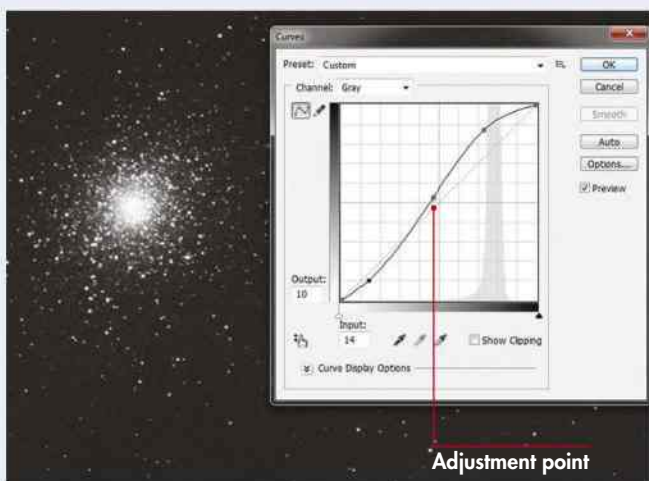 Curves
Preset: Custom
OK
Channel: Gray
Cancel
Smooth
Auto
Options...
Preview
Output:
10
Input:
14
Show Clipping
Curve Display Options
Adjustment point